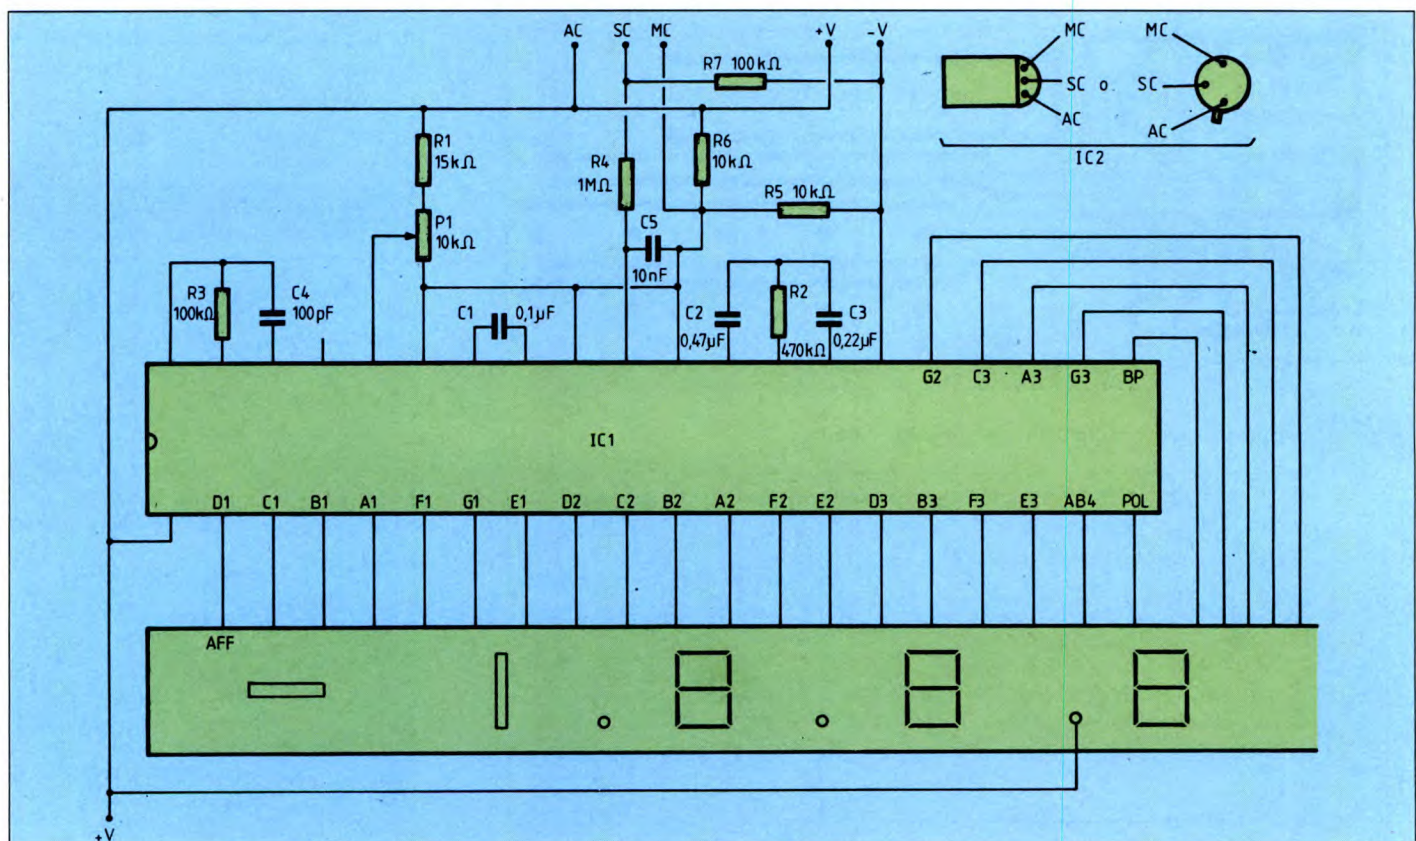 AC SC MC +V -V
MC MC
R7 100kΩ
SC o. SC
AC AC
IC2
R1
15kΩ
R4
1MΩ
R6
10kΩ
R5 10kΩ
P1
10kΩ
C5
10nF
R3
100kΩ
C4
100pF
C1 0,1µF
C2
0,47µF
R2
470kΩ
C3
0,22µF
G2 C3 A3 G3 BP
IC1
D1 C1 B1 A1 F1 G1 E1 D2 C2 B2 A2 F2 E2 D3 B3 F3 E3 AB4 POL
AFF
+V